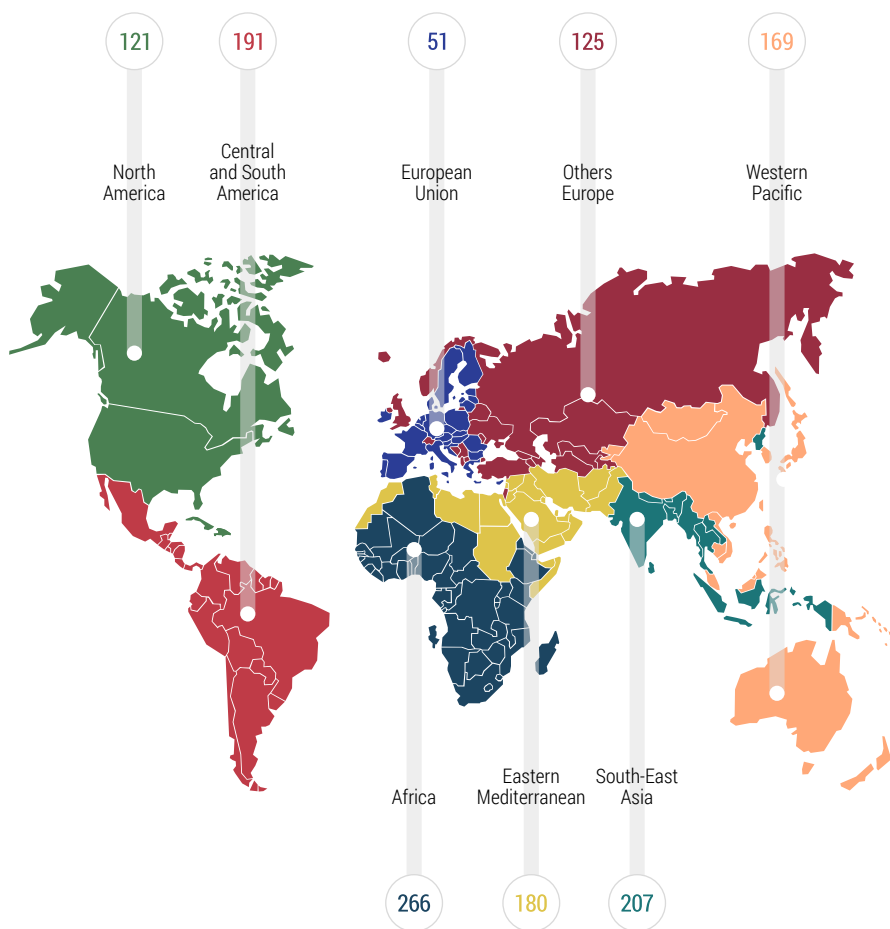 121
191
51
125
169
North
America
Central
and South
America
European
Union
Others
Europe
Western
Pacific
Africa
Eastern
Mediterranean
South-East
Asia
266
180
207